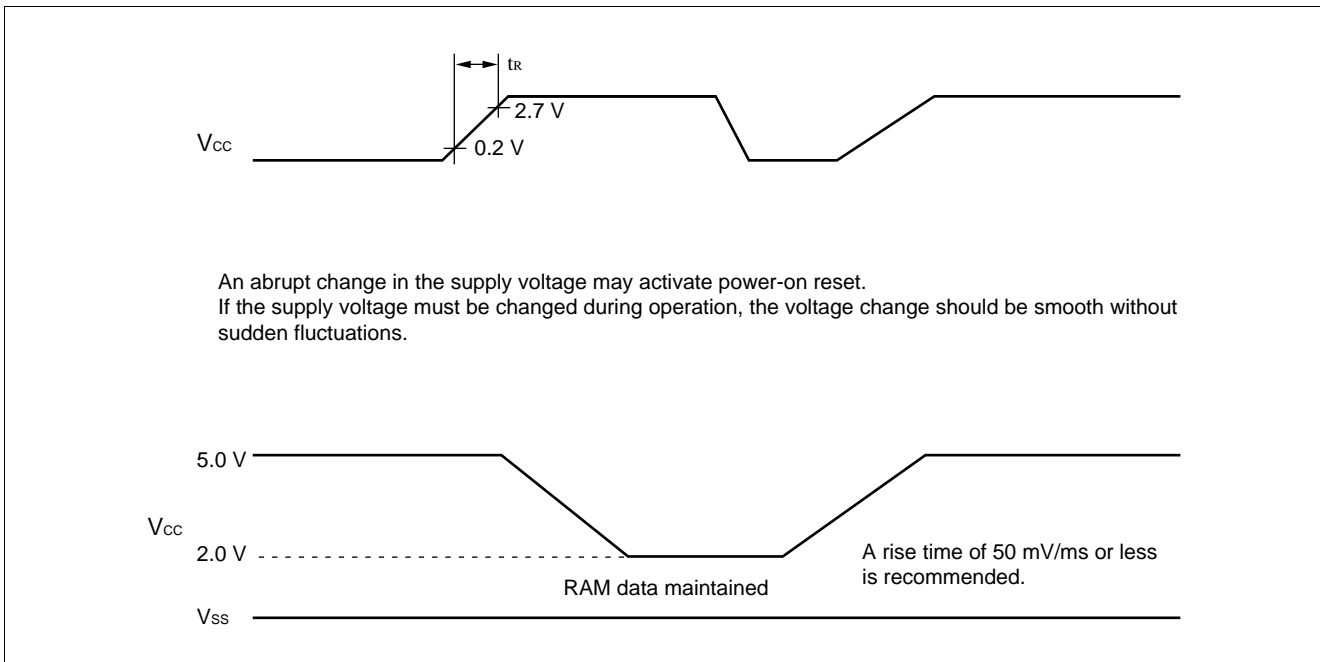 tR
2.7 V
VCC
0.2 V
An abrupt change in the supply voltage may activate power-on reset.
If the supply voltage must be changed during operation, the voltage change should be smooth without
sudden fluctuations.
5.0 V
VCC
2.0 V
A rise time of 50 mV/ms or less
is recommended.
RAM data maintained
VSS